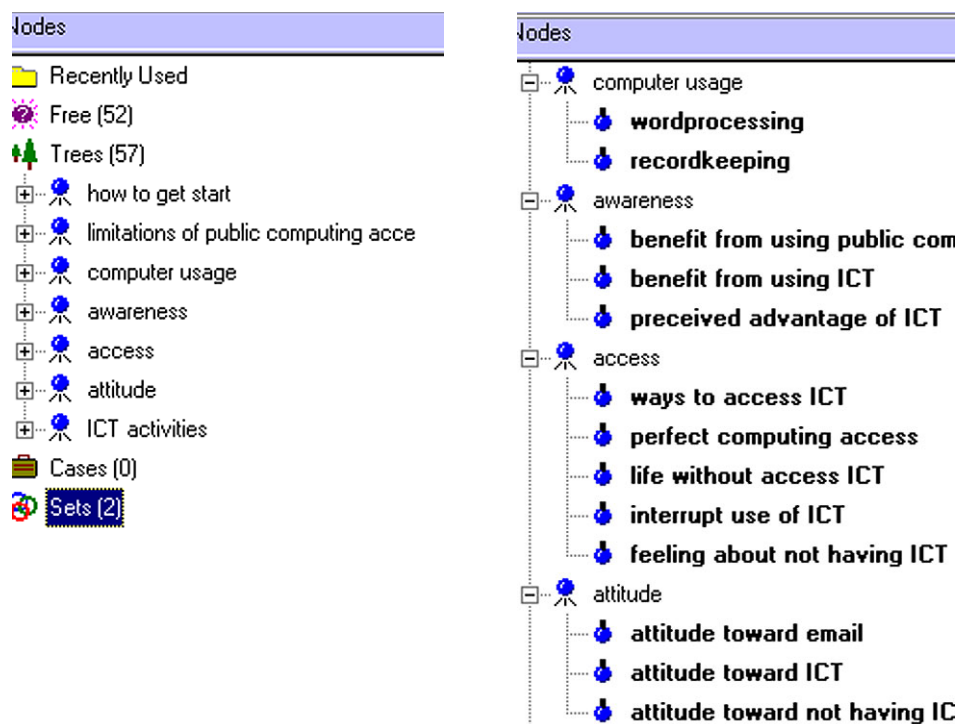 Nodes
Recently Used
Free (52)
Trees (57)
how to get start
limitations of public computing acce
computer usage
awareness
access
attitude
ICT activities
Cases (0)
Sets (2)
Nodes
computer usage
wordprocessing
recordkeeping
awareness
benefit from using public com
benefit from using ICT
preceived advantage of ICT
access
ways to access ICT
perfect computing access
life without access ICT
interrupt use of ICT
feeling about not having ICT
attitude
attitude toward email
attitude toward ICT
attitude toward not having IC